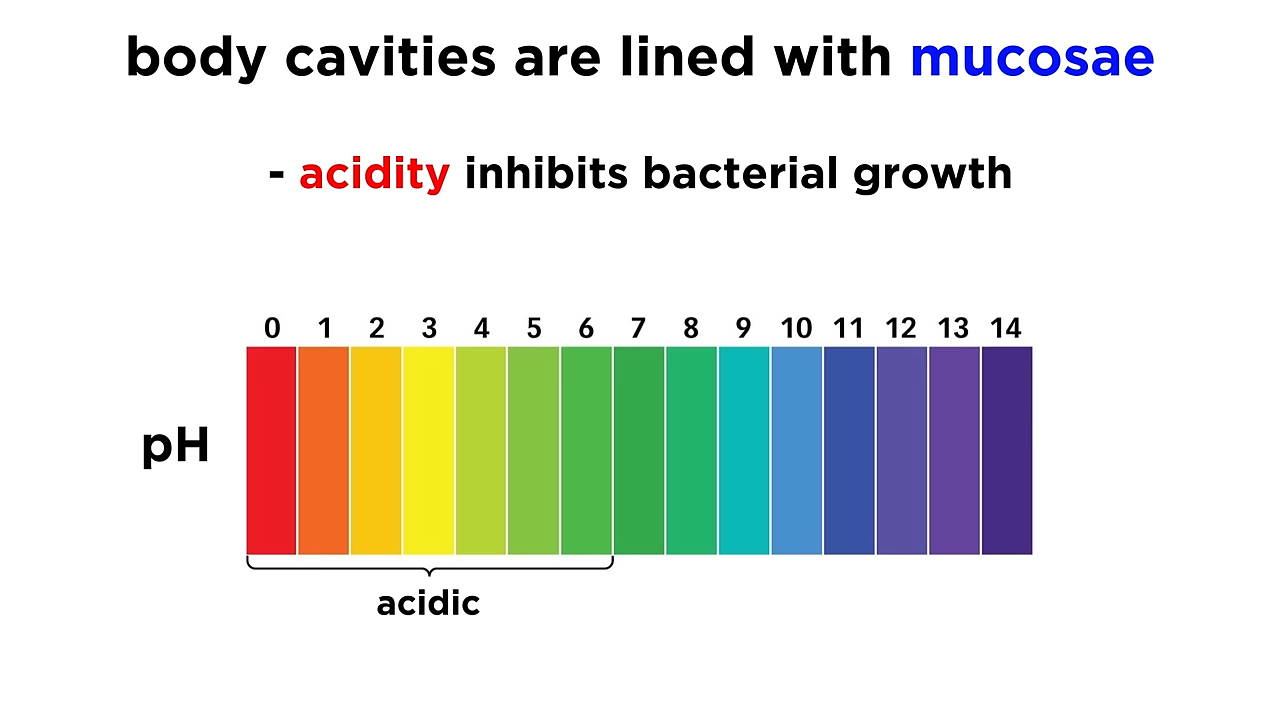 body cavities are lined with mucosae
- acidity inhibits bacterial growth
0 1 2 3 4 5 6 7 8 9 10 11 12 13 14
pH
acidic